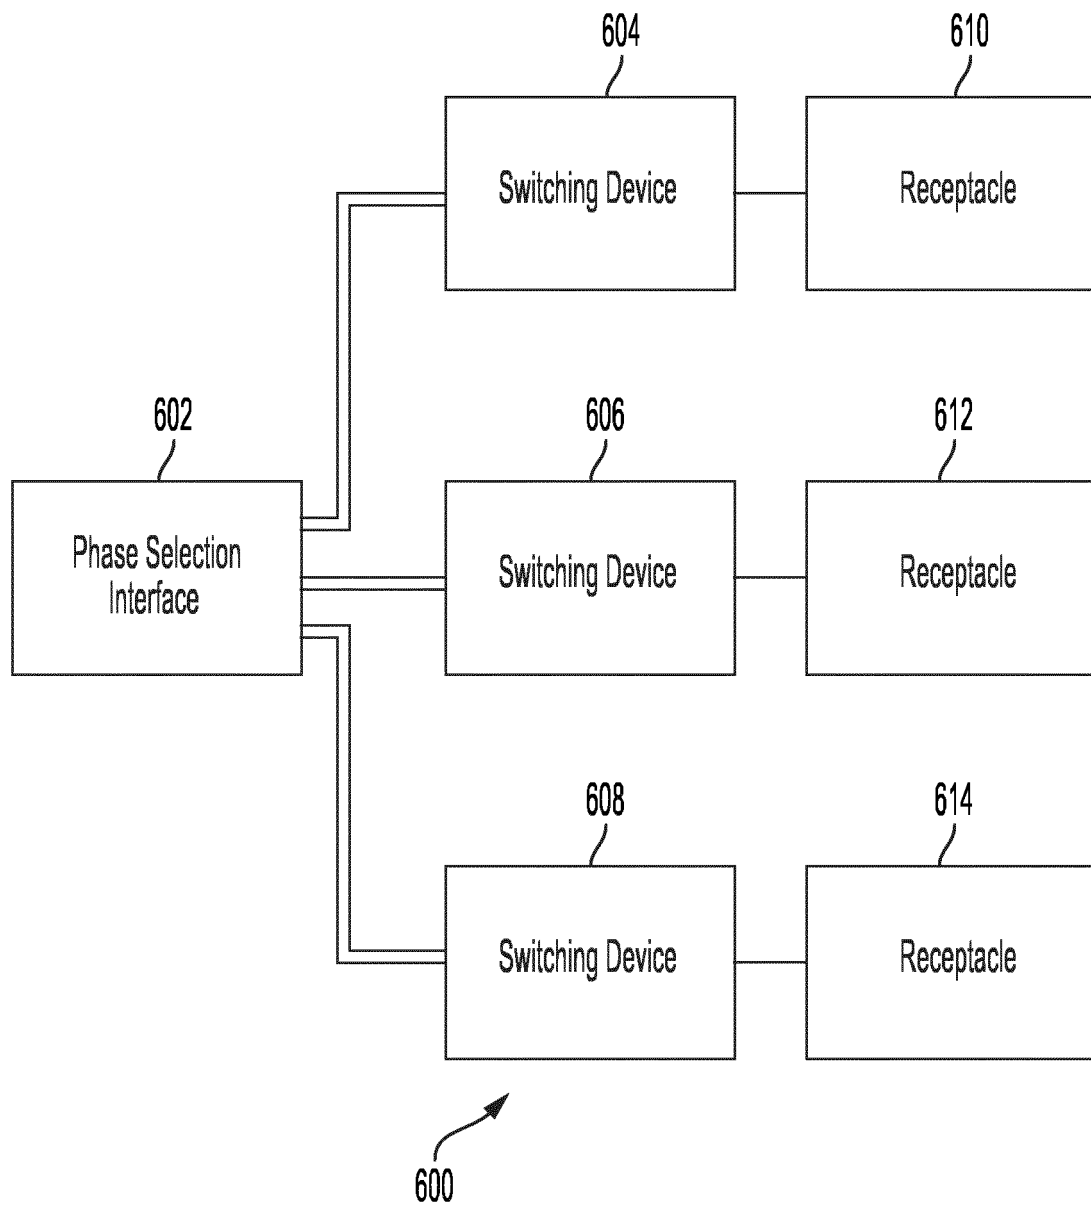 604
610
Switching Device
Receptacle
602
606
612
Phase Selection
Interface
Switching Device
Receptacle
608
614
Switching Device
Receptacle
600